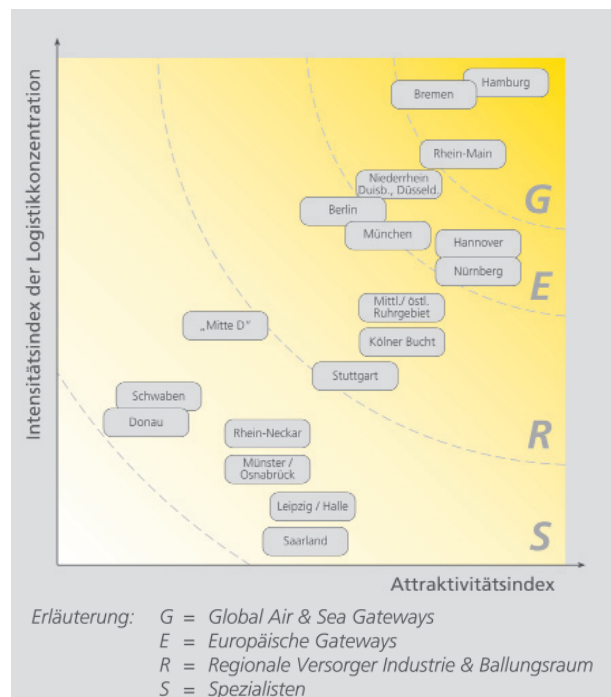 Intensitätsindex der Logistikkonzentration
Hamburg
Bremen
Rhein-Main
Niederrhein
Duisb., Düsseld.
Berlin
München
Hannover
Nürnberg
Mittl./ östl.
Ruhrgebiet
„Mitte D"
Kölner Bucht
Stuttgart
Schwaben
Donau
Rhein-Neckar
Münster /
Osnabrück
Leipzig / Halle
Saarland
G
E
R
S
Attraktivitätsindex
Erläuterung: G = Global Air & Sea Gateways
E = Europäische Gateways
R = Regionale Versorger Industrie & Ballungsraum
S = Spezialisten